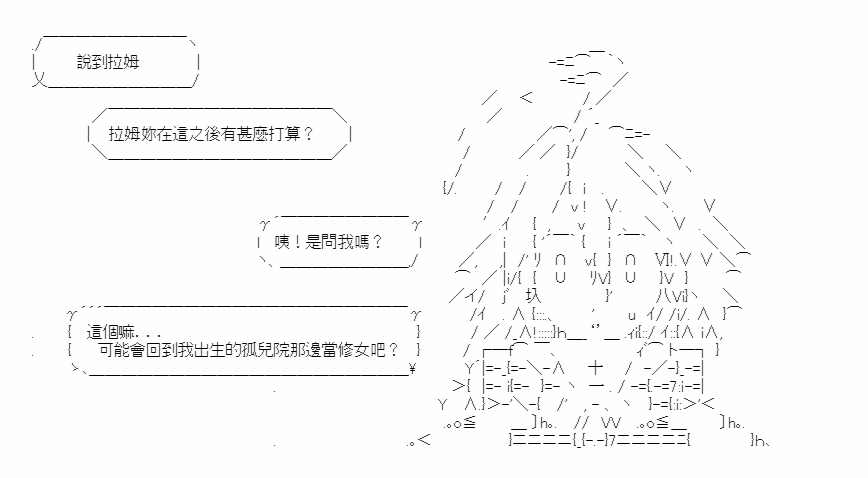 說到拉姆
拉姆妳在這之後有甚麼打算？
咦！是問我嗎？
這個嘛．．．
可能會回到我出生的孤兒院那邊當修女吧？